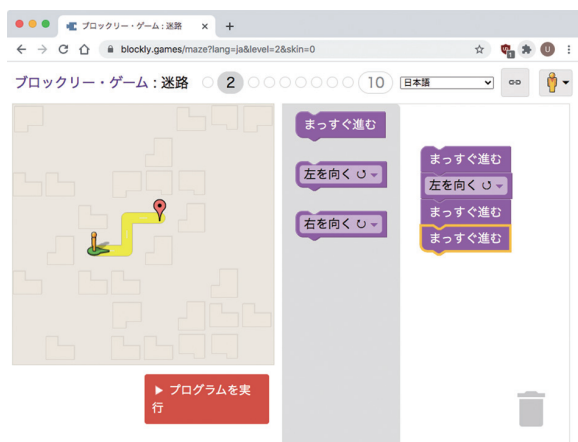 ブロックリー・ゲーム : 迷路
blockly.games/maze?lang=ja&level=2&skin=0
1
U
ブロックリー・ゲーム : 迷路 2 10 日本語
まっすぐ進む
左を向く
右を向く
まっすぐ進む
左を向く
まっすぐ進む
まっすぐ進む
プログラムを実
行